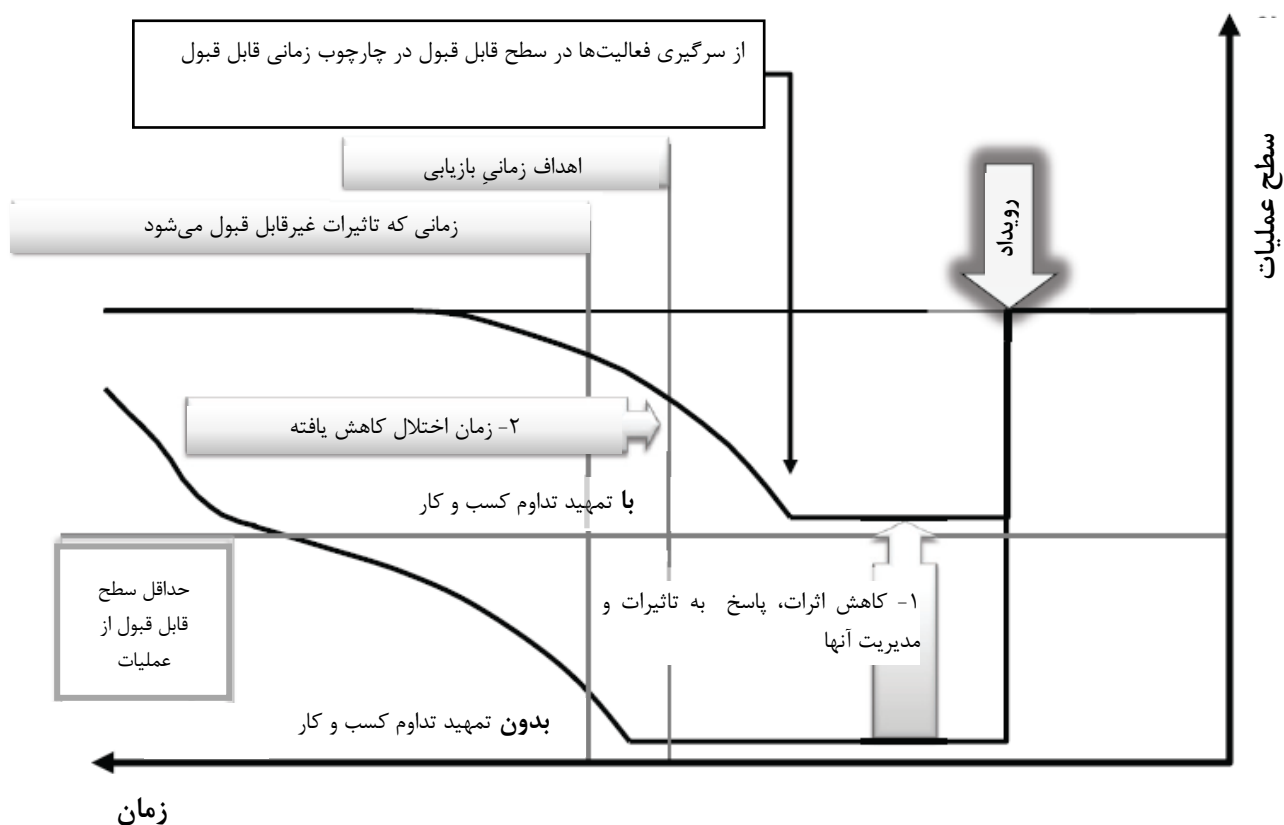 از سرگیری فعالیت‌ها در سطح قابل قبول در چارچوب زمانی قابل قبول
سطح عملیات
اهداف زمانیِ بازیابی
رویداد
زمانی که تاثیرات غیرقابل قبول می‌شود
۲- زمان اختلال کاهش یافته
با تمهید تداوم کسب و کار
حداقل سطح
قابل قبول از
عملیات
۱- کاهش اثرات، پاسخ به تاثیرات و
مدیریت آنها
بدون تمهید تداوم کسب و کار
زمان